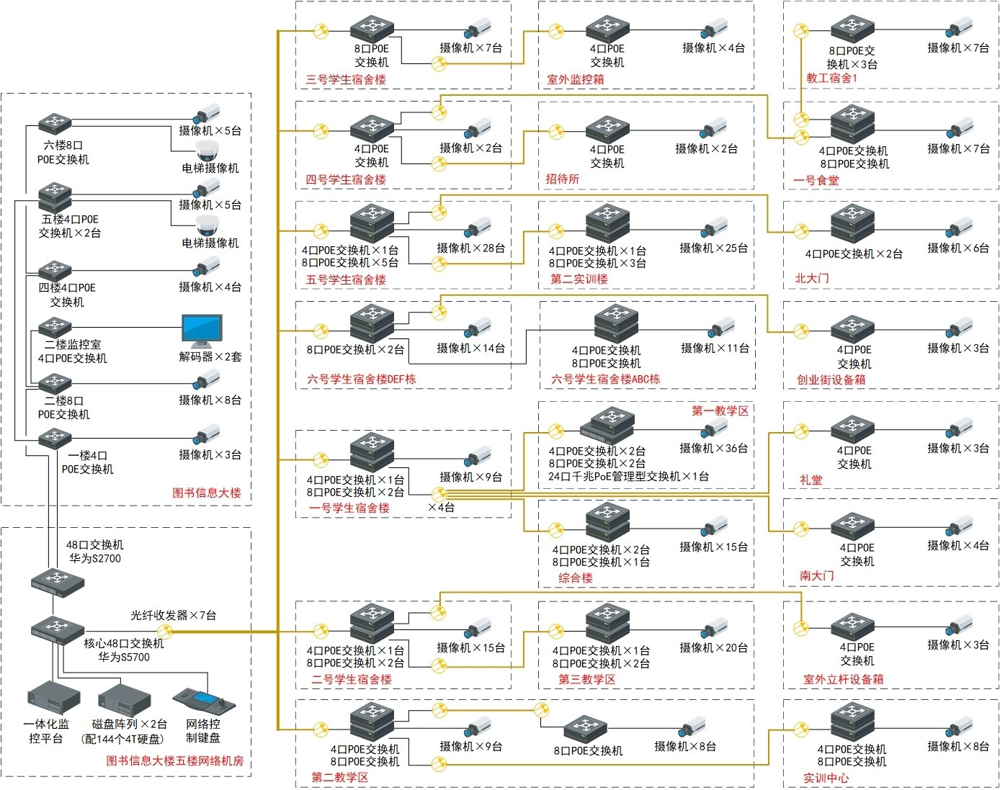 六楼8口
POE交换机
摄像机×5台
电梯摄像机
五楼4口POE
交换机×2台
摄像机×5台
电梯摄像机
四楼4口POE
交换机
摄像机×4台
二楼监控室
4口POE交换机
解码器×2套
二楼8口
POE交换机
摄像机×8台
一楼4口
POE交换机
摄像机×3台
图书信息大楼
48口交换机
华为S2700
光纤收发器×7台
核心48口交换机
华为S5700
一体化监
控平台
磁盘阵列×2台
(配144个4T硬盘)
网络控
制键盘
图书信息大楼五楼网络机房
8口POE
交换机
摄像机×7台
三号学生宿舍楼
4口POE
交换机
摄像机×4台
室外监控箱
8口POE交
换机×3台
摄像机×7台
教工宿舍1
4口POE
交换机
摄像机×2台
四号学生宿舍楼
4口POE
交换机
摄像机×2台
招待所
4口POE交换机
8口POE交换机
摄像机×7台
一号食堂
4口POE交换机×1台
8口POE交换机×5台
摄像机×28台
五号学生宿舍楼
4口POE交换机×1台
8口POE交换机×3台
摄像机×25台
第二实训楼
4口POE交换机×2台
摄像机×6台
北大门
8口POE交换机×2台
摄像机×14台
六号学生宿舍楼DEF栋
4口POE交换机
8口POE交换机
摄像机×11台
六号学生宿舍楼ABC栋
4口POE
交换机
摄像机×3台
创业街设备箱
4口POE交换机×1台
8口POE交换机×2台
摄像机×9台
×4台
一号学生宿舍楼
第一教学区
4口POE交换机×2台
8口POE交换机×2台
24口千兆PoE管理型交换机×1台
摄像机×36台
4口POE
交换机
摄像机×3台
礼堂
4口POE交换机×2台
8口POE交换机×1台
摄像机×15台
综合楼
4口POE
交换机
摄像机×4台
南大门
4口POE交换机×1台
8口POE交换机×2台
摄像机×15台
二号学生宿舍楼
4口POE交换机×1台
8口POE交换机×2台
摄像机×20台
第三教学区
4口POE
交换机
摄像机×3台
室外立杆设备箱
4口POE交换机
8口POE交换机
摄像机×9台
第二教学区
8口POE交换机
摄像机×8台
4口POE交换机
8口POE交换机
摄像机×8台
实训中心